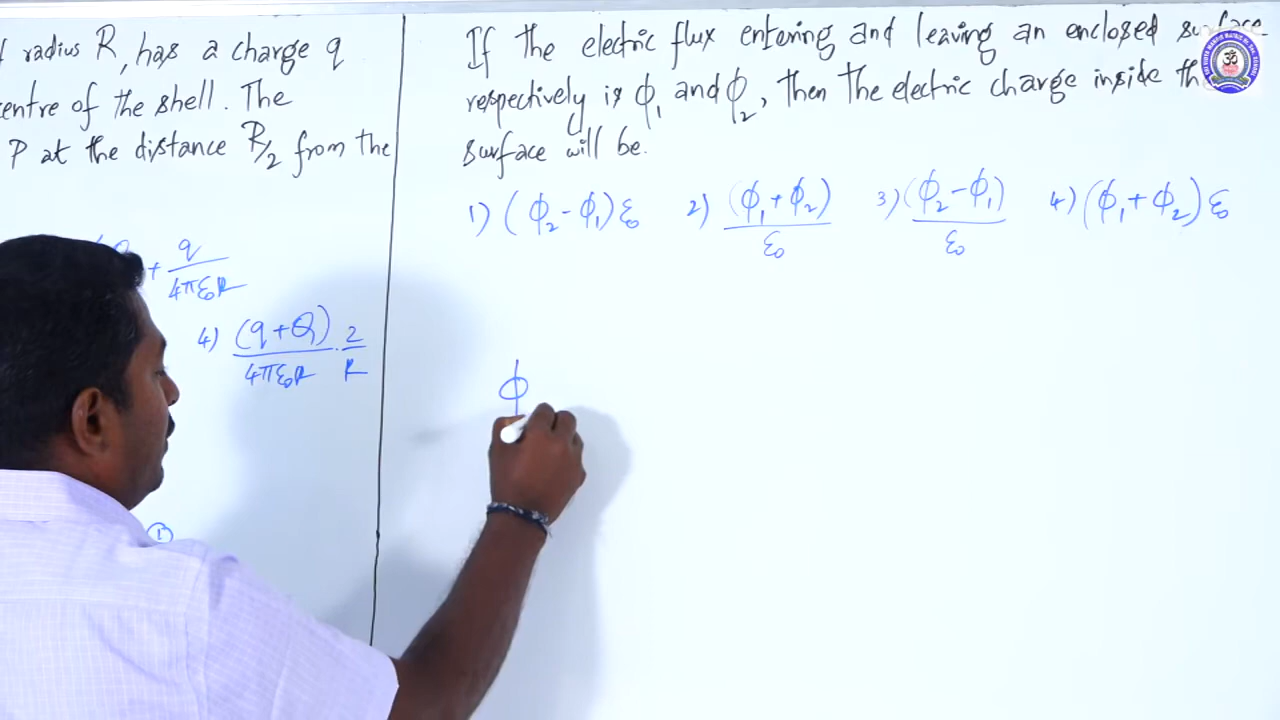 radius R, has a charge q
centre of the shell. The
P at the distance R/2 from the
+ q/4πε₀R
4) (q+Q)/4πε₀R · 2/R
1
If the electric flux entering and leaving an enclosed surface
respectively is ϕ₁ and ϕ₂, then the electric charge inside the
surface will be.
1) (ϕ₂ - ϕ₁) ε 2) (ϕ₁ + ϕ₂)/ε₀ 3) (ϕ₂ - ϕ₁)/ε₀ 4) (ϕ₁ + ϕ₂) ε
ϕ